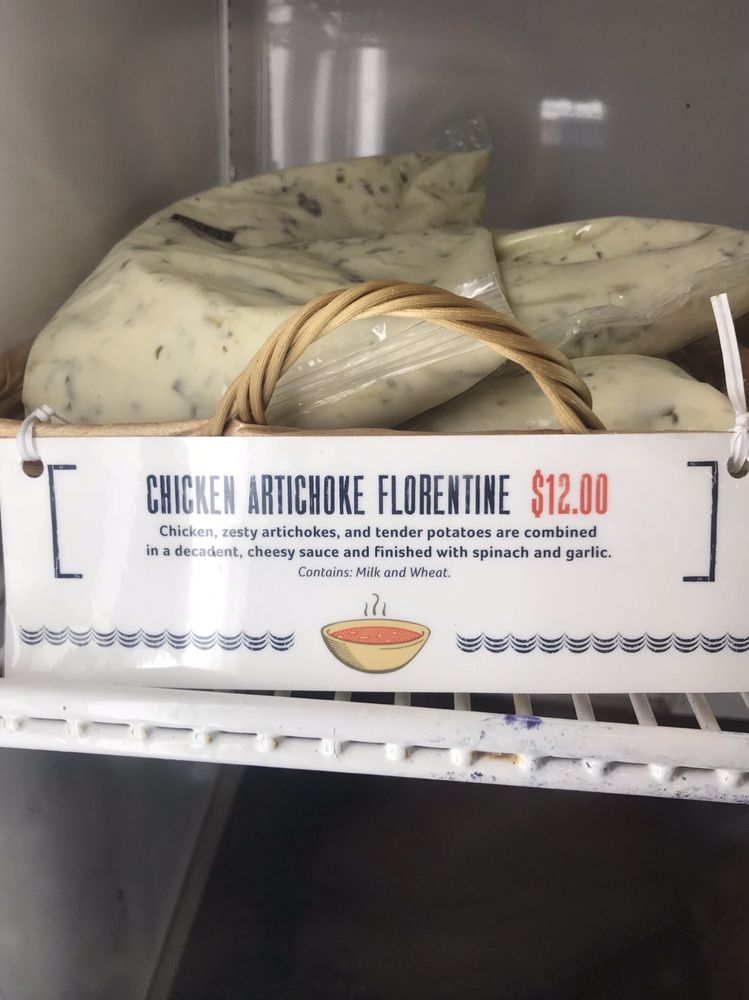 CHICKEN ARTICHOKE FLORENTINE $12.00
Chicken, zesty artichokes, and tender potatoes are combined
in a decadent, cheesy sauce and finished with spinach and garlic.
Contains: Milk and Wheat.